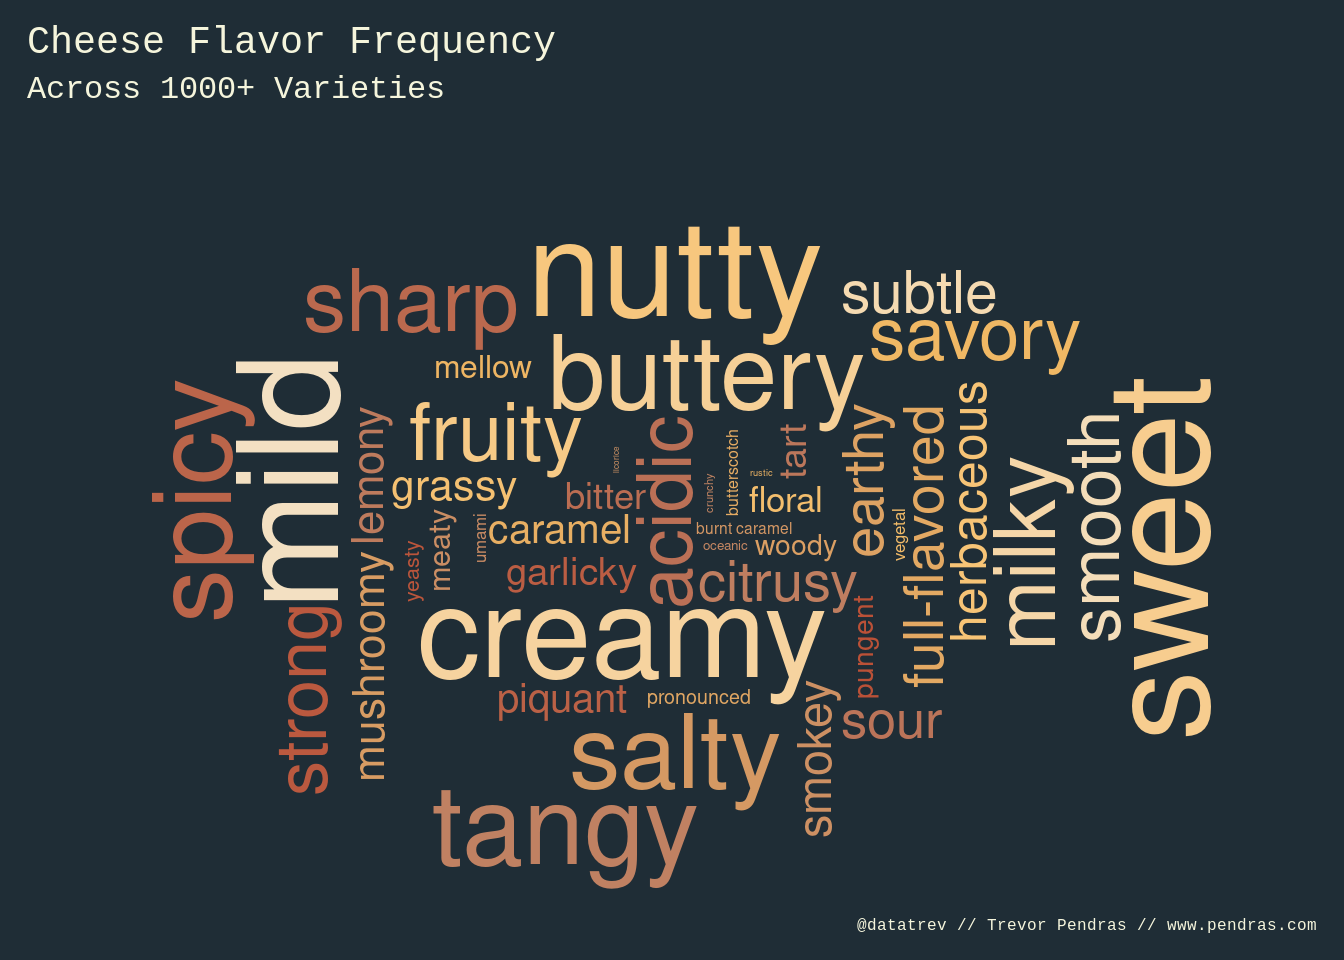 Cheese Flavor Frequency
Across 1000+ Varieties
nutty
sharp
subtle
savory
buttery
mellow
spicy
mild
fruity
lemony
grassy
bitter
acidic
licorice
crunchy
butterscotch
rustic
tart
floral
earthy
full-flavored
herbaceous
milky
smooth
sweet
meaty
umami
caramel
burnt caramel
oceanic
woody
vegetal
yeasty
garlicky
citrusy
strong
mushroomy
creamy
pungent
piquant
pronounced
smokey
sour
salty
tangy
@datatrev // Trevor Pendras // www.pendras.com